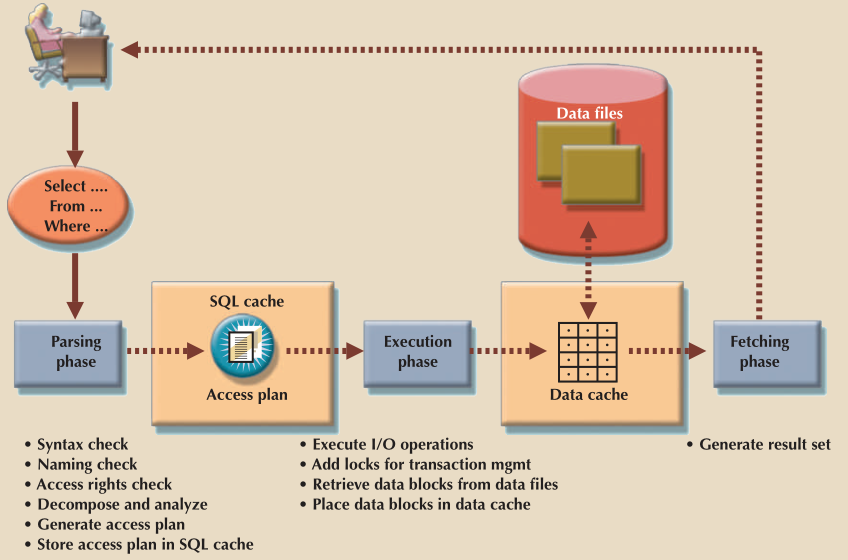 Data files
Select ....
From ...
Where ...
SQL cache
Parsing
phase
Access plan
Execution
phase
Data cache
Fetching
phase
• Syntax check
• Naming check
• Access rights check
• Decompose and analyze
• Generate access plan
• Store access plan in SQL cache
• Execute I/O operations
• Add locks for transaction mgmt
• Retrieve data blocks from data files
• Place data blocks in data cache
• Generate result set